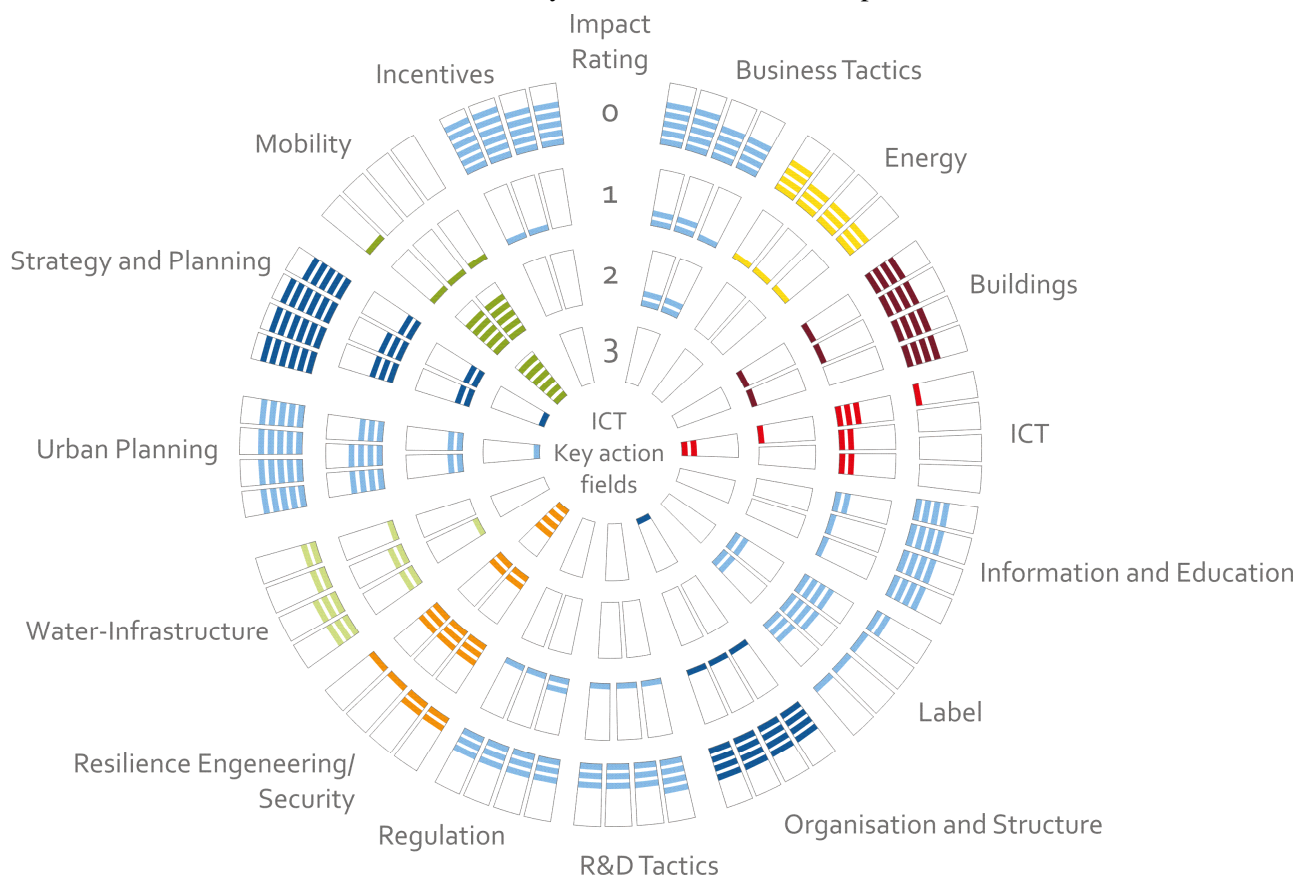 Impact
Rating
Business Tactics
Incentives
0
Mobility
Energy
1
Strategy and Planning
2
Buildings
3
ICT
Key action
fields
Urban Planning
ICT
Information and Education
Water-Infrastructure
Label
Resilience Engeneering/
Security
Organisation and Structure
Regulation
R&D Tactics